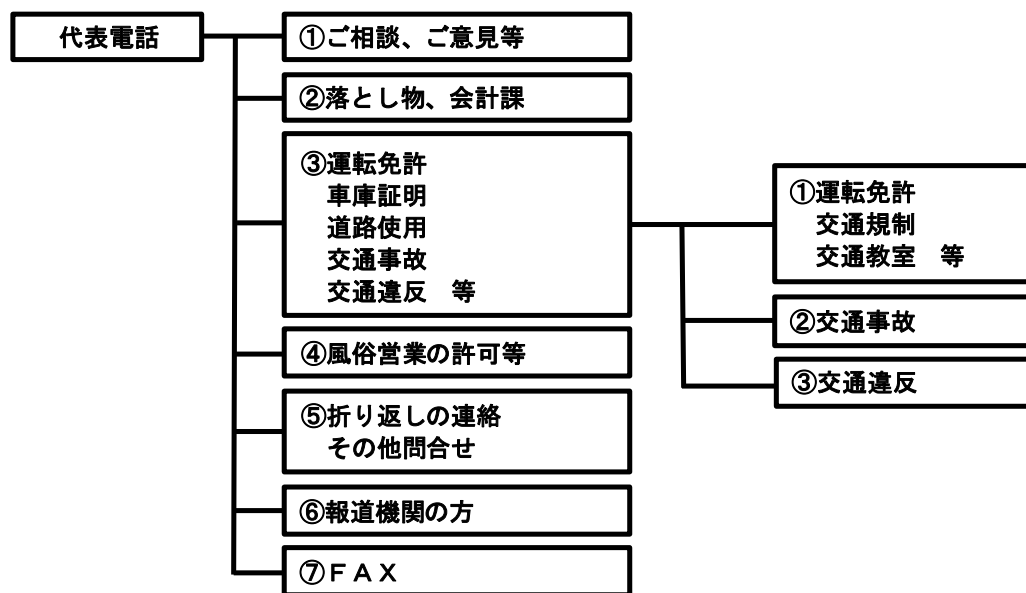 代表電話
①ご相談、ご意見等
②落とし物、会計課
③運転免許
車庫証明
道路使用
交通事故
交通違反　等
①運転免許
交通規制
交通教室　等
②交通事故
③交通違反
④風俗営業の許可等
⑤折り返しの連絡
その他問合せ
⑥報道機関の方
⑦ＦＡＸ